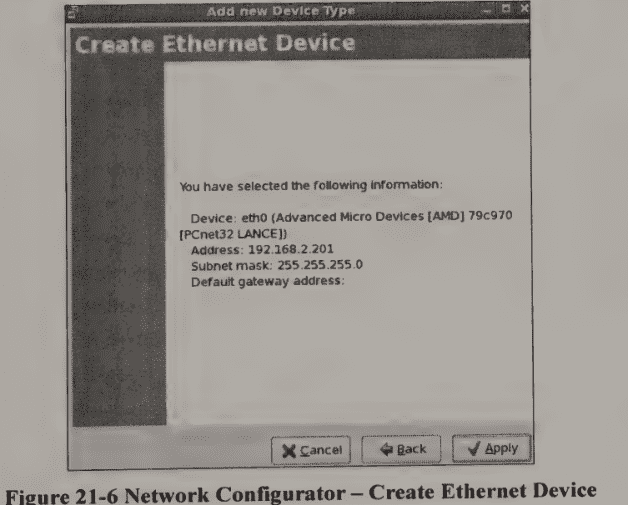 Add new Device Type
Create Ethernet Device
You have selected the following information:
Device: eth0 (Advanced Micro Devices [AMD] 79c970
[PCnet32 LANCE])
Address: 192.168.2.201
Subnet mask: 255.255.255.0
Default gateway address:
Cancel
Back
Apply
Figure 21-6 Network Configurator – Create Ethernet Device